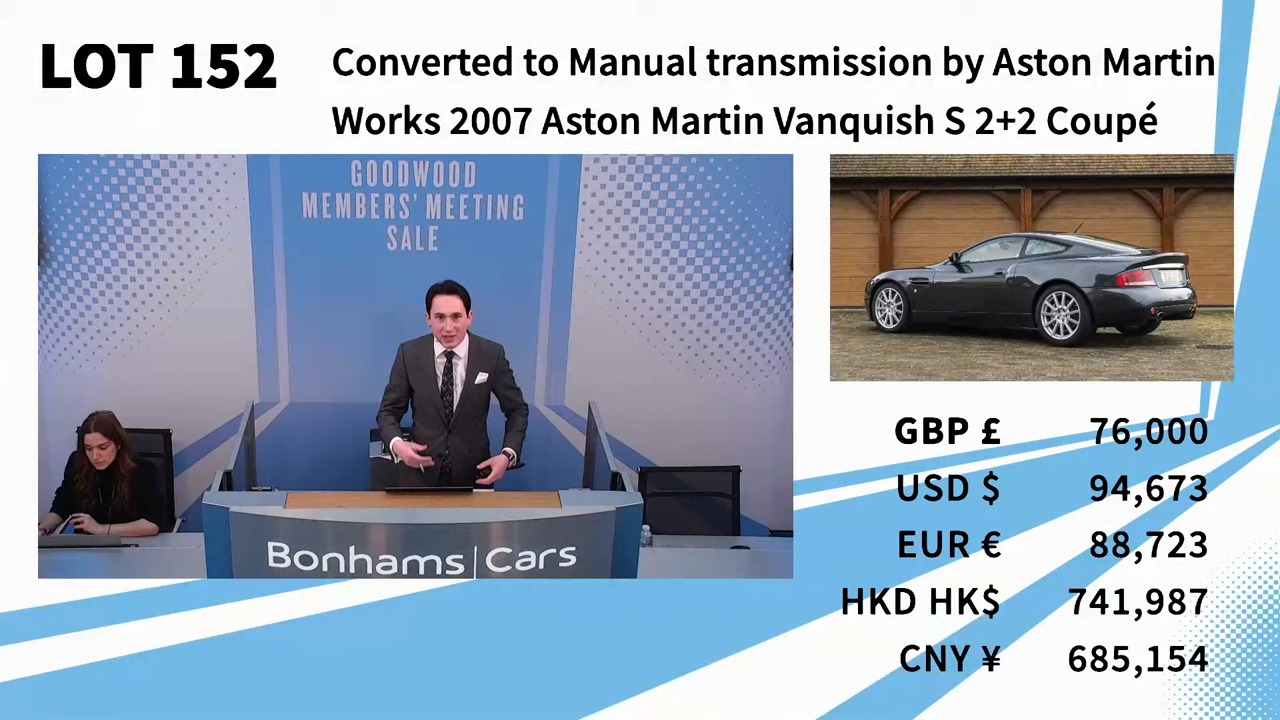 LOT 152
Converted to Manual transmission by Aston Martin
Works 2007 Aston Martin Vanquish S 2+2 Coupé
GOODWOOD
MEMBERS' MEETING
SALE
Bonhams|Cars
GBP £ 76,000
USD $ 94,673
EUR € 88,723
HKD HK$ 741,987
CNY ¥ 685,154